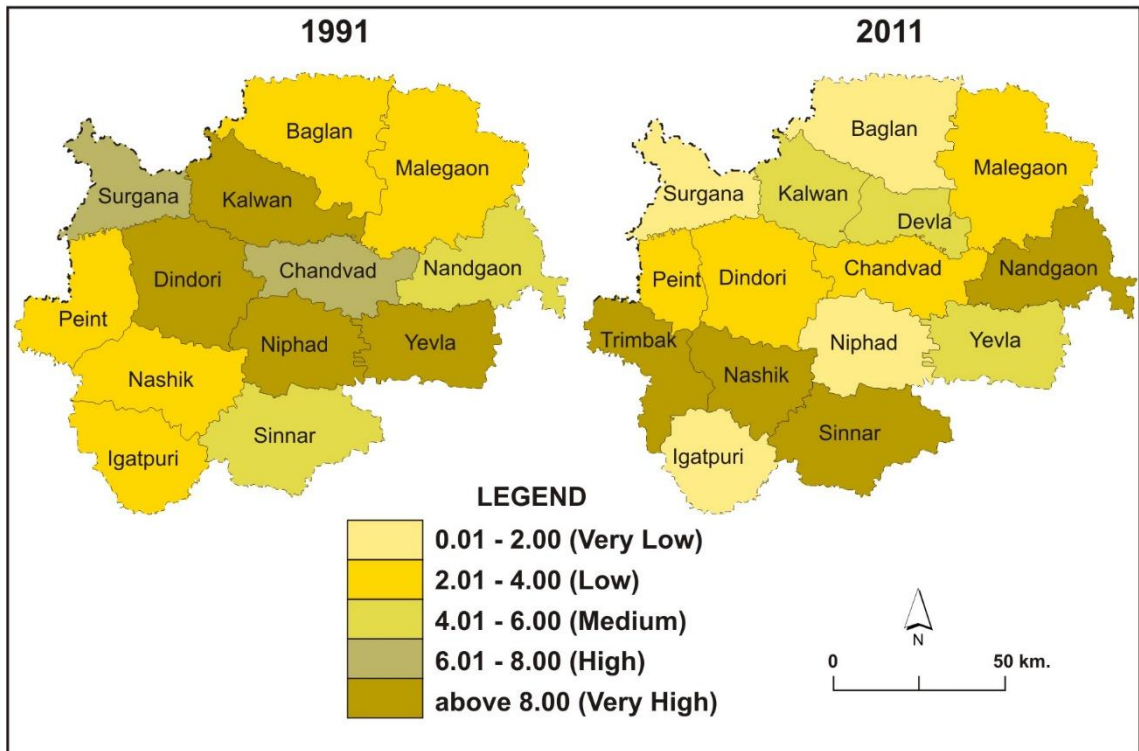 1991
Baglan
Malegaon
Surgana
Kalwan
Dindori
Chandvad
Nandgaon
Peint
Niphad
Yevla
Nashik
Sinnar
Igatpuri
2011
Baglan
Malegaon
Surgana
Kalwan
Devla
Peint
Dindori
Chandvad
Nandgaon
Trimbak
Niphad
Yevla
Nashik
Sinnar
Igatpuri
LEGEND
0.01 - 2.00 (Very Low)
2.01 - 4.00 (Low)
4.01 - 6.00 (Medium)
6.01 - 8.00 (High)
above 8.00 (Very High)
N
0 50 km.